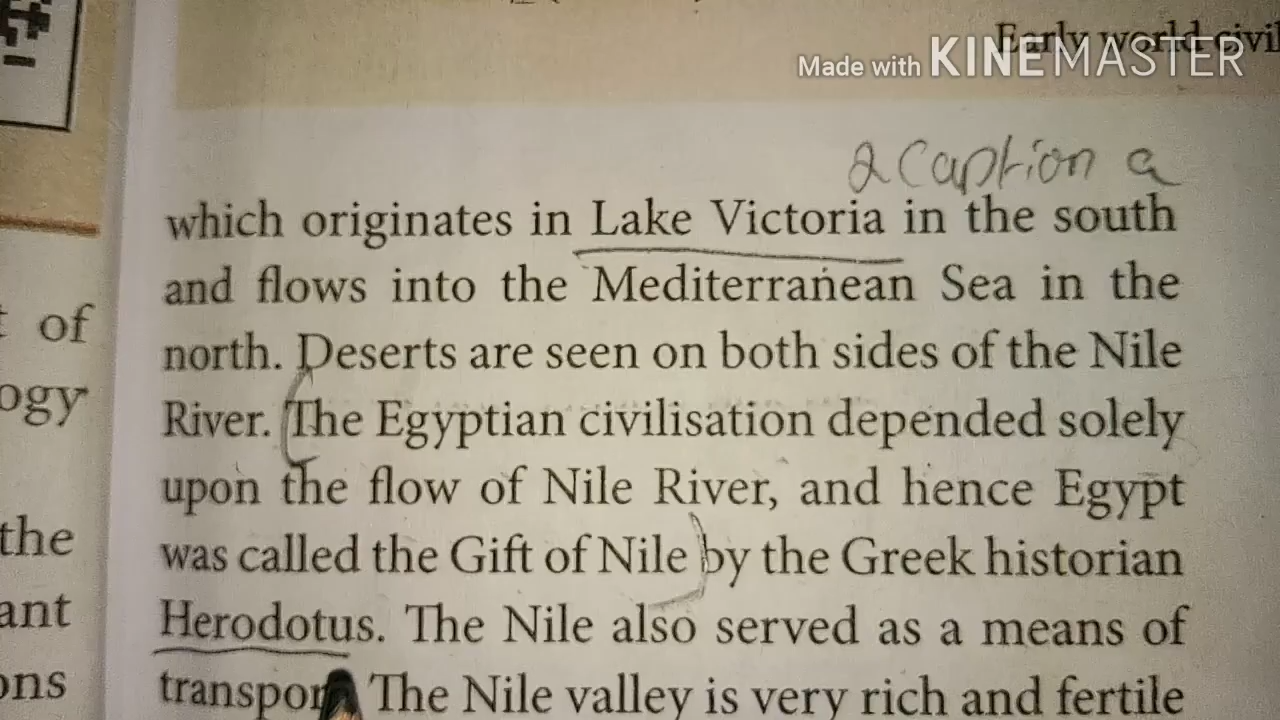 Early world civil
Made with KINEMASTER
a caption a
which originates in Lake Victoria in the south
and flows into the Mediterranean Sea in the
north. Deserts are seen on both sides of the Nile
River. The Egyptian civilisation depended solely
upon the flow of Nile River, and hence Egypt
was called the Gift of Nile by the Greek historian
Herodotus. The Nile also served as a means of
transpor The Nile valley is very rich and fertile
of
ogy
the
ant
ons